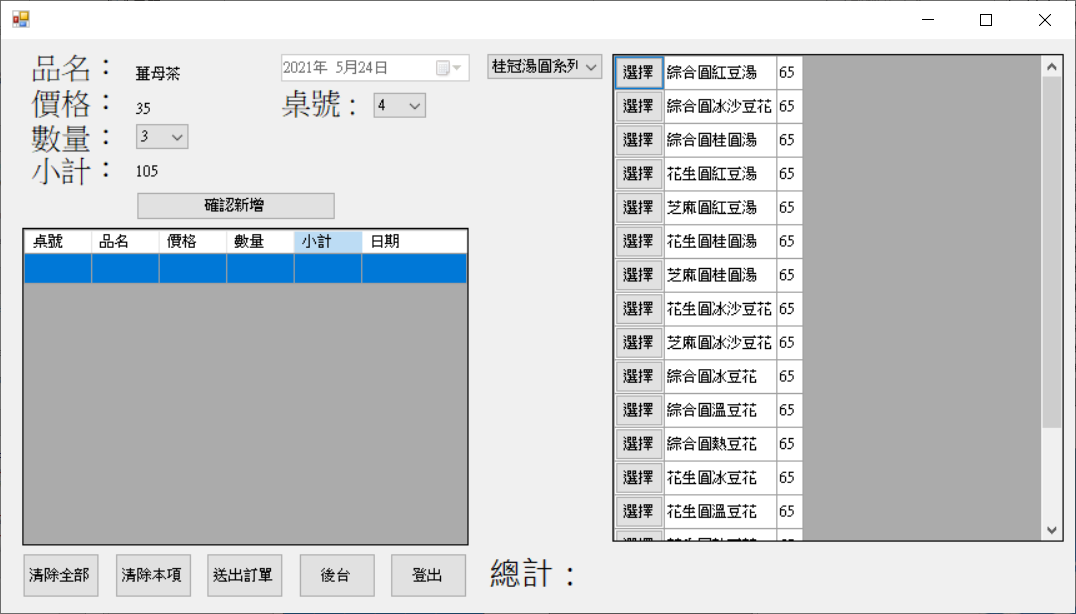 品名： 薑母茶
價格： 35
數量： 3
小計： 105
2021年 5月24日
桌號： 4
桂冠湯圓系列
確認新增
桌號 品名 價格 數量 小計 日期
選擇 綜合圓紅豆湯 65
選擇 綜合圓冰沙豆花 65
選擇 綜合圓桂圓湯 65
選擇 花生圓紅豆湯 65
選擇 芝麻圓紅豆湯 65
選擇 花生圓桂圓湯 65
選擇 芝麻圓桂圓湯 65
選擇 花生圓冰沙豆花 65
選擇 芝麻圓冰沙豆花 65
選擇 綜合圓冰豆花 65
選擇 綜合圓溫豆花 65
選擇 綜合圓熱豆花 65
選擇 花生圓冰豆花 65
選擇 花生圓溫豆花 65
清除全部 清除本項 送出訂單 後台 登出
總計：